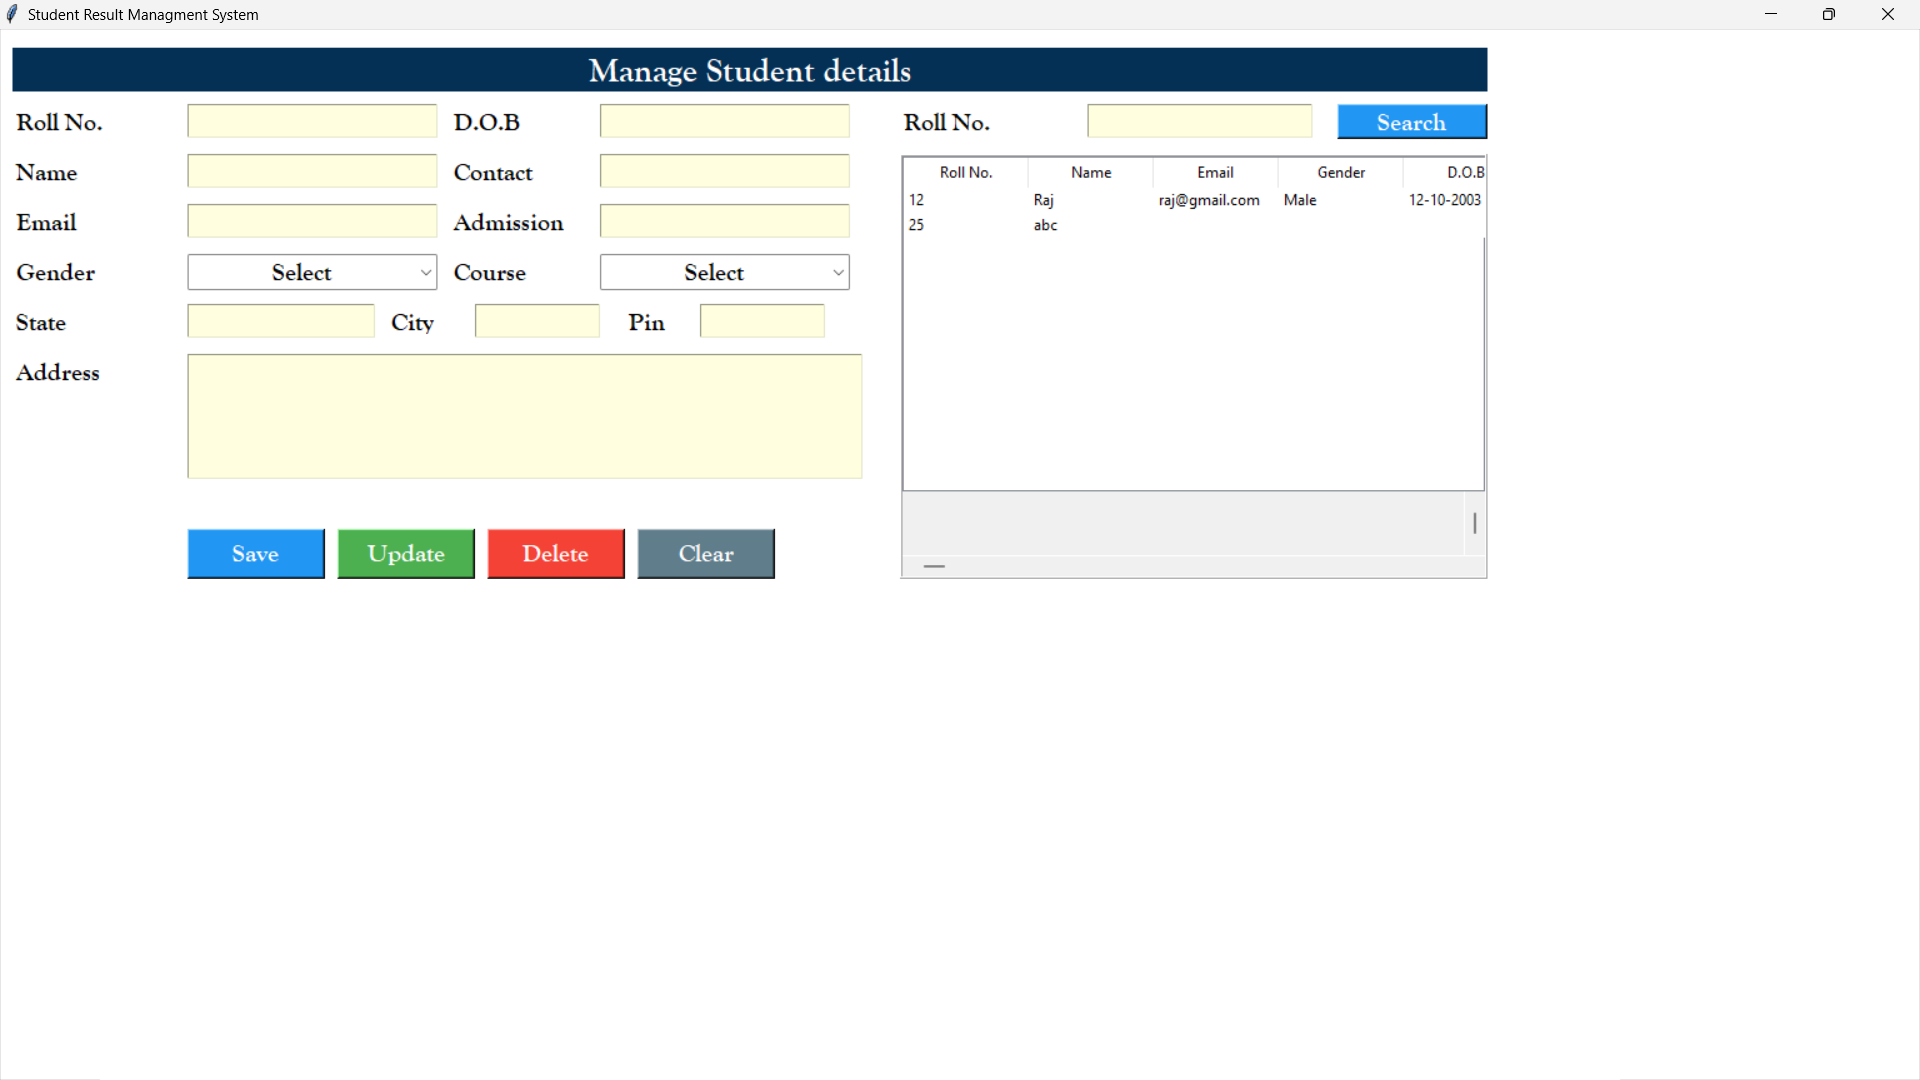 Student Result Managment System
Manage Student details
Roll No.
D.O.B
Name
Contact
Email
Admission
Gender
Select
Course
Select
State
City
Pin
Address
Save
Update
Delete
Clear
Roll No.
Search
Roll No. Name Email Gender D.O.B
12 Raj raj@gmail.com Male 12-10-2003
25 abc